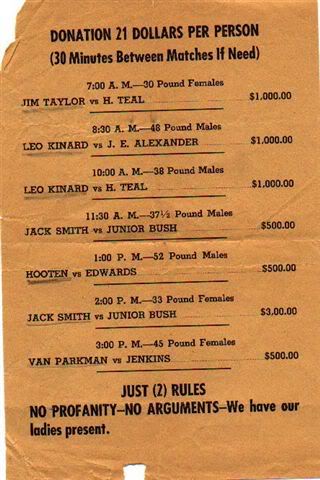 DONATION 21 DOLLARS PER PERSON
(30 Minutes Between Matches If Need)
7:00 A. M.—30 Pound Females
JIM TAYLOR vs H. TEAL $1,000.00
8:30 A. M.—48 Pound Males
LEO KINARD vs J. E. ALEXANDER $1,000.00
10:00 A. M.—38 Pound Males
LEO KINARD vs H. TEAL $1,000.00
11:30 A. M.—37½ Pound Males
JACK SMITH vs JUNIOR BUSH $500.00
1:00 P. M.—52 Pound Males
HOOTEN vs EDWARDS $500.00
2:00 P. M.—33 Pound Females
JACK SMITH vs JUNIOR BUSH $3,00.00
3:00 P. M.—45 Pound Females
VAN PARKMAN vs JENKINS $500.00
JUST (2) RULES
NO PROFANITY—NO ARGUMENTS—We have our
ladies present.